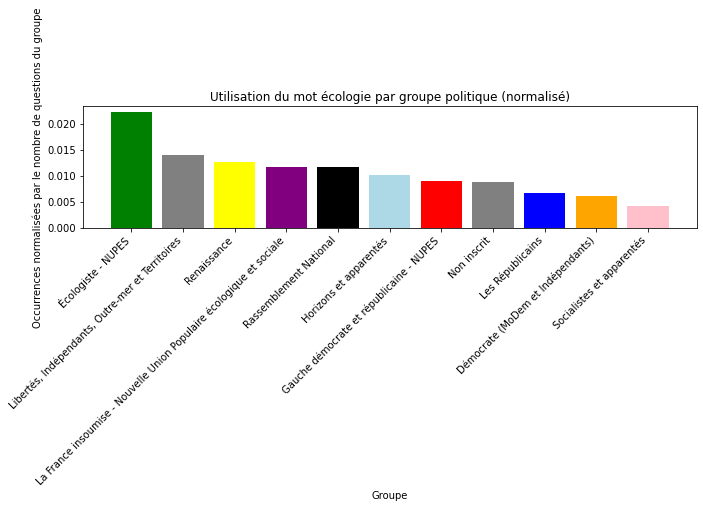 Utilisation du mot écologie par groupe politique (normalisé)
Occurrences normalisées par le nombre de questions du groupe
0.020
0.015
0.010
0.005
0.000
Écologiste - NUPES
Libertés, Indépendants, Outre-mer et Territoires
Renaissance
La France insoumise - Nouvelle Union Populaire écologique et sociale
Rassemblement National
Horizons et apparentés
Gauche démocrate et républicaine - NUPES
Non inscrit
Les Républicains
Démocrate (MoDem et Indépendants)
Socialistes et apparentés
Groupe